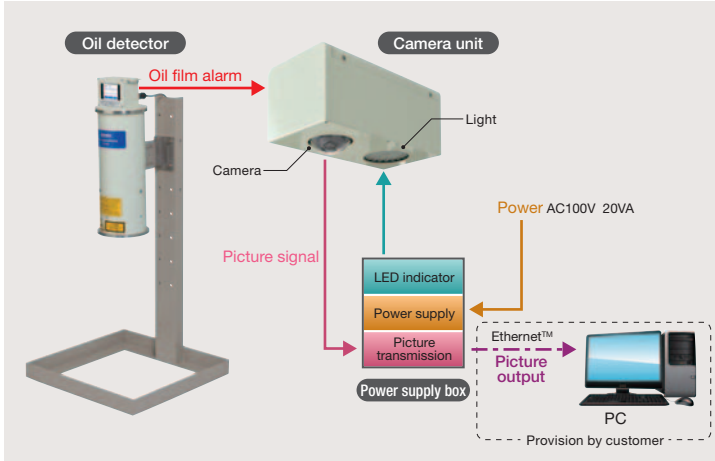 Oil detector
Camera unit
Oil film alarm
Light
Camera
Power AC100V 20VA
Picture signal
LED indicator
Power supply
Picture
transmission
Power supply box
Ethernet™
Picture
output
PC
Provision by customer